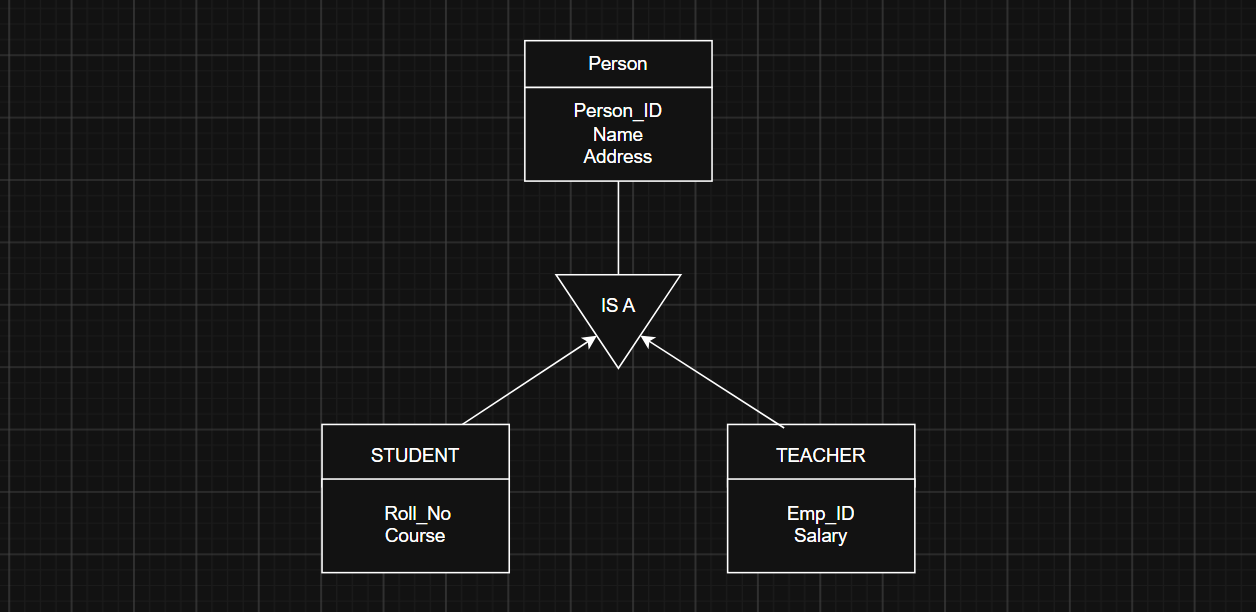 Person
Person_ID
Name
Address
IS A
STUDENT
TEACHER
Roll_No
Course
Emp_ID
Salary